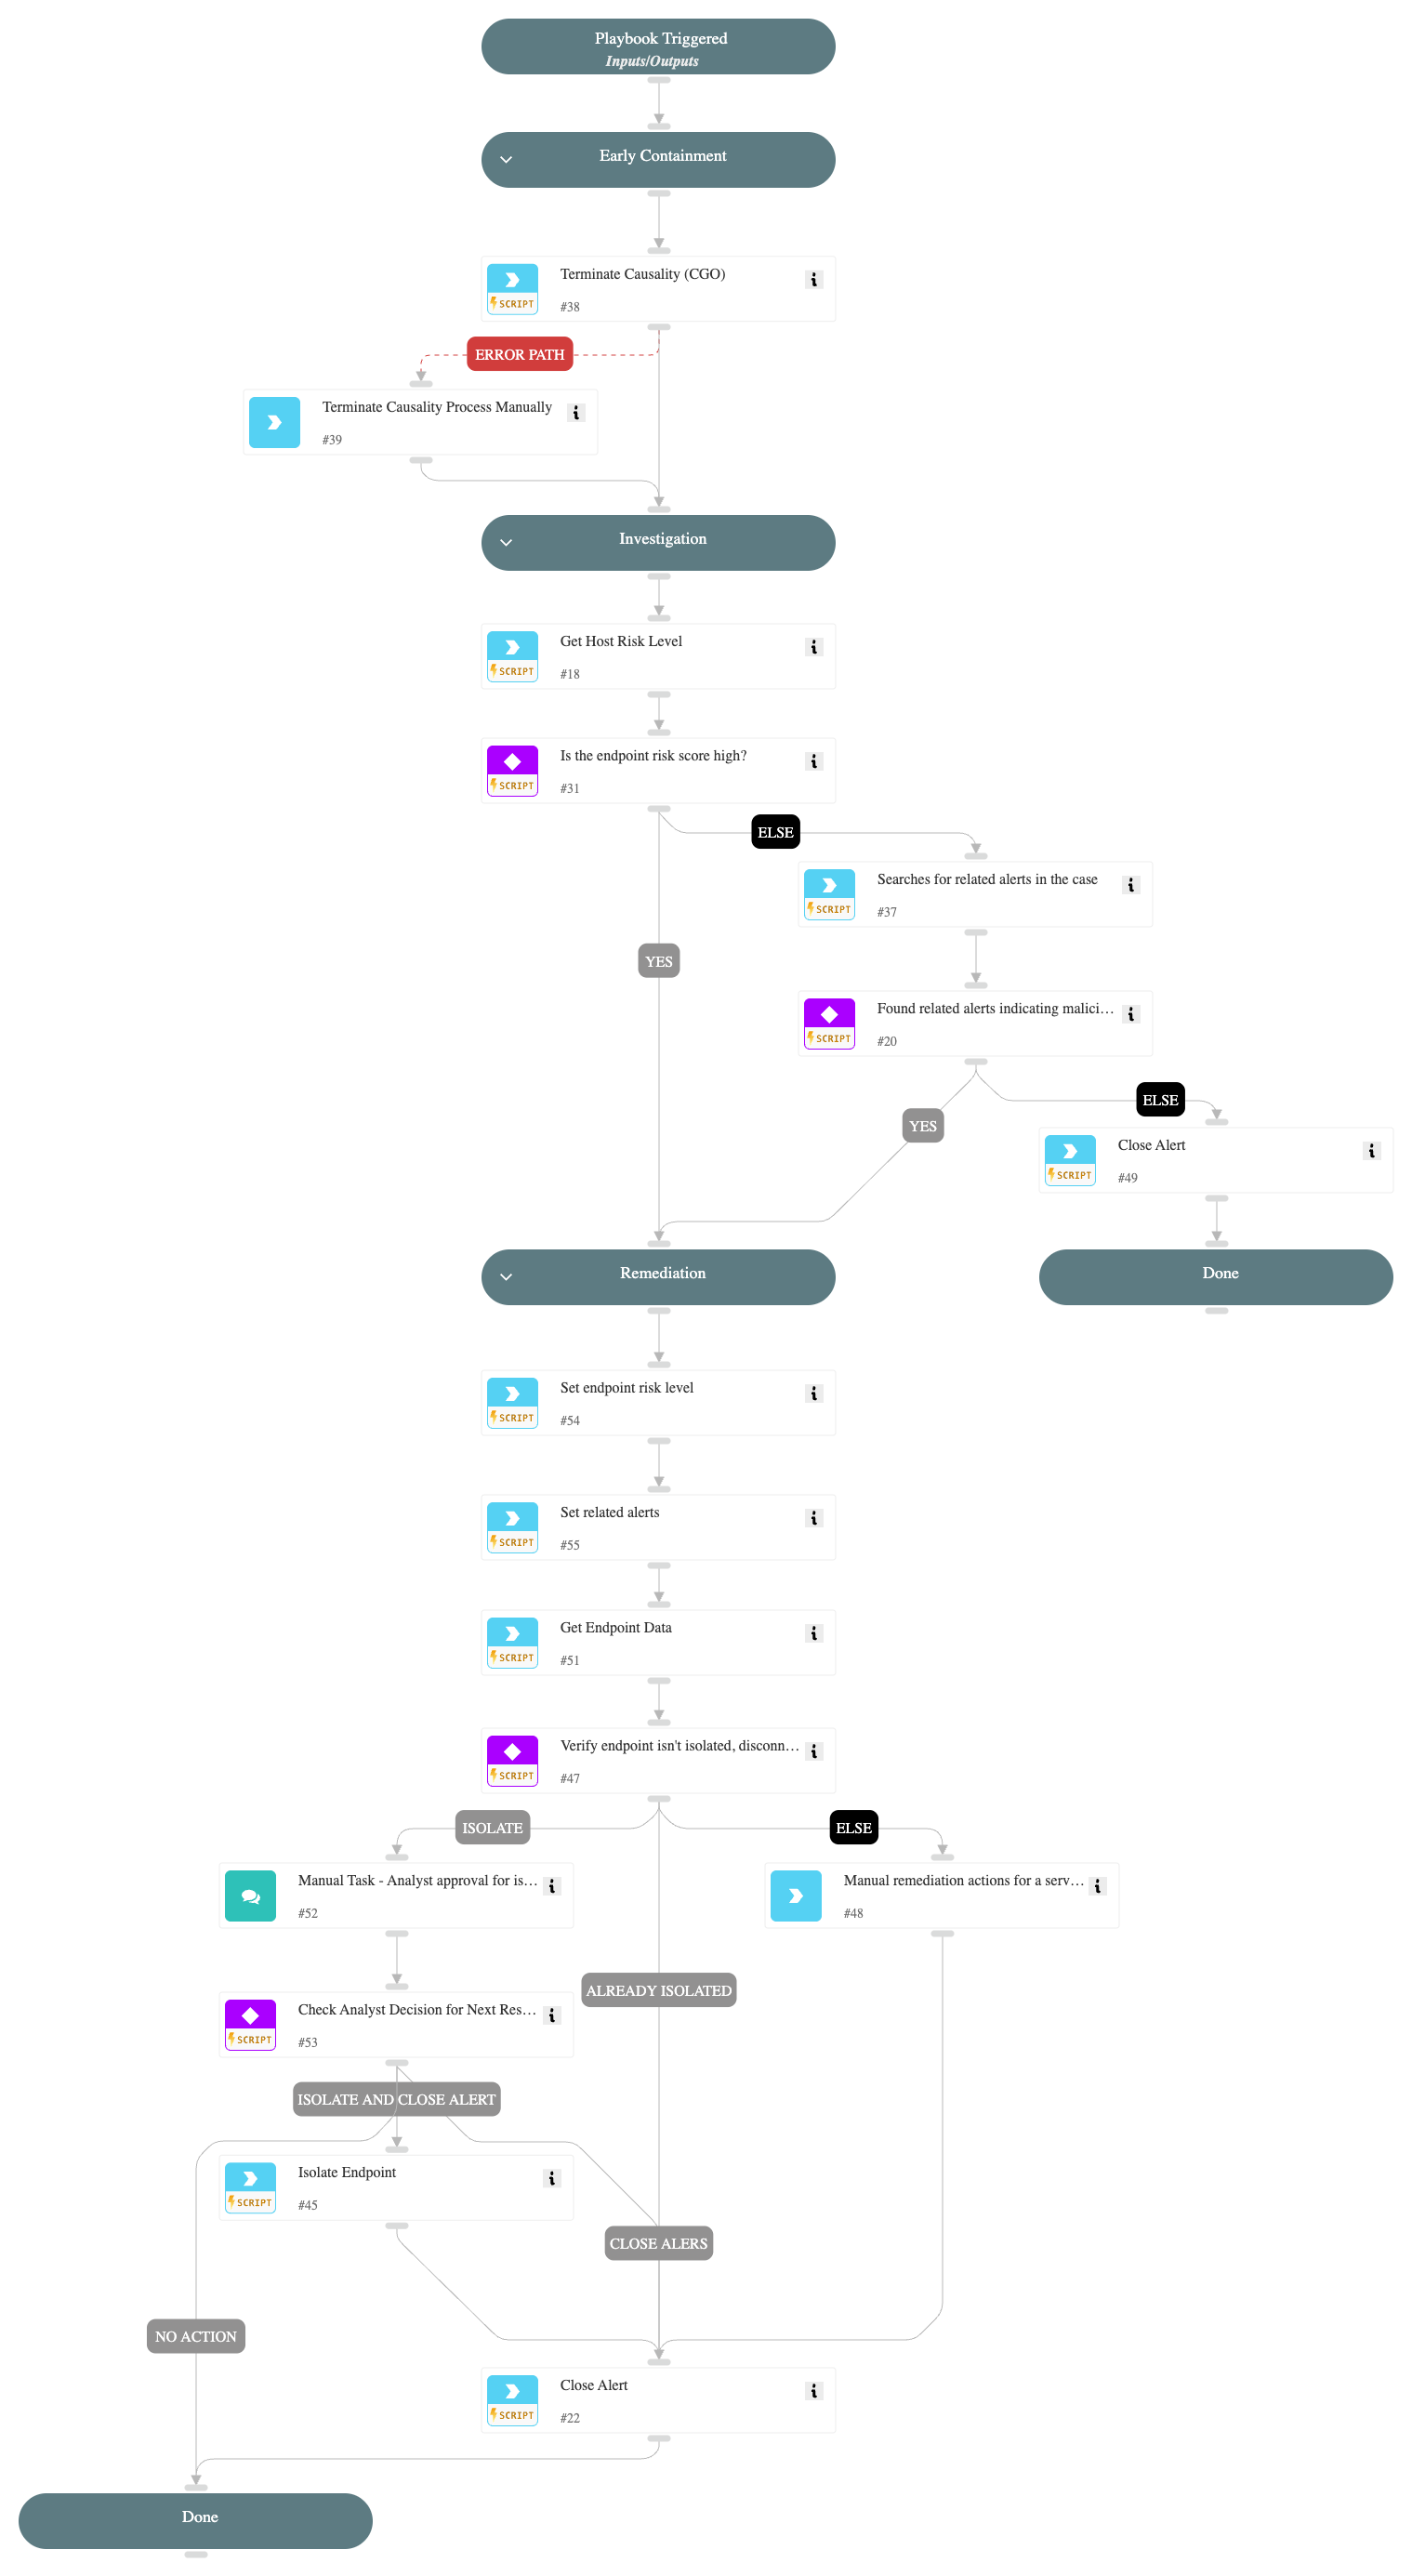 Playbook Triggered
Inputs/Outputs
Early Containment
Terminate Causality (CGO)
SCRIPT
#38
ERROR PATH
Terminate Causality Process Manually
#39
Investigation
Get Host Risk Level
SCRIPT
#18
Is the endpoint risk score high?
SCRIPT
#31
ELSE
Searches for related alerts in the case
SCRIPT
#37
YES
Found related alerts indicating malici…
SCRIPT
#20
ELSE
YES
Close Alert
SCRIPT
#49
Remediation
Done
Set endpoint risk level
SCRIPT
#54
Set related alerts
SCRIPT
#55
Get Endpoint Data
SCRIPT
#51
Verify endpoint isn't isolated, disconn…
SCRIPT
#47
ISOLATE
ELSE
Manual Task - Analyst approval for is…
#52
Manual remediation actions for a serv…
#48
ALREADY ISOLATED
Check Analyst Decision for Next Res…
SCRIPT
#53
ISOLATE AND CLOSE ALERT
Isolate Endpoint
SCRIPT
#45
CLOSE ALERS
NO ACTION
Close Alert
SCRIPT
#22
Done